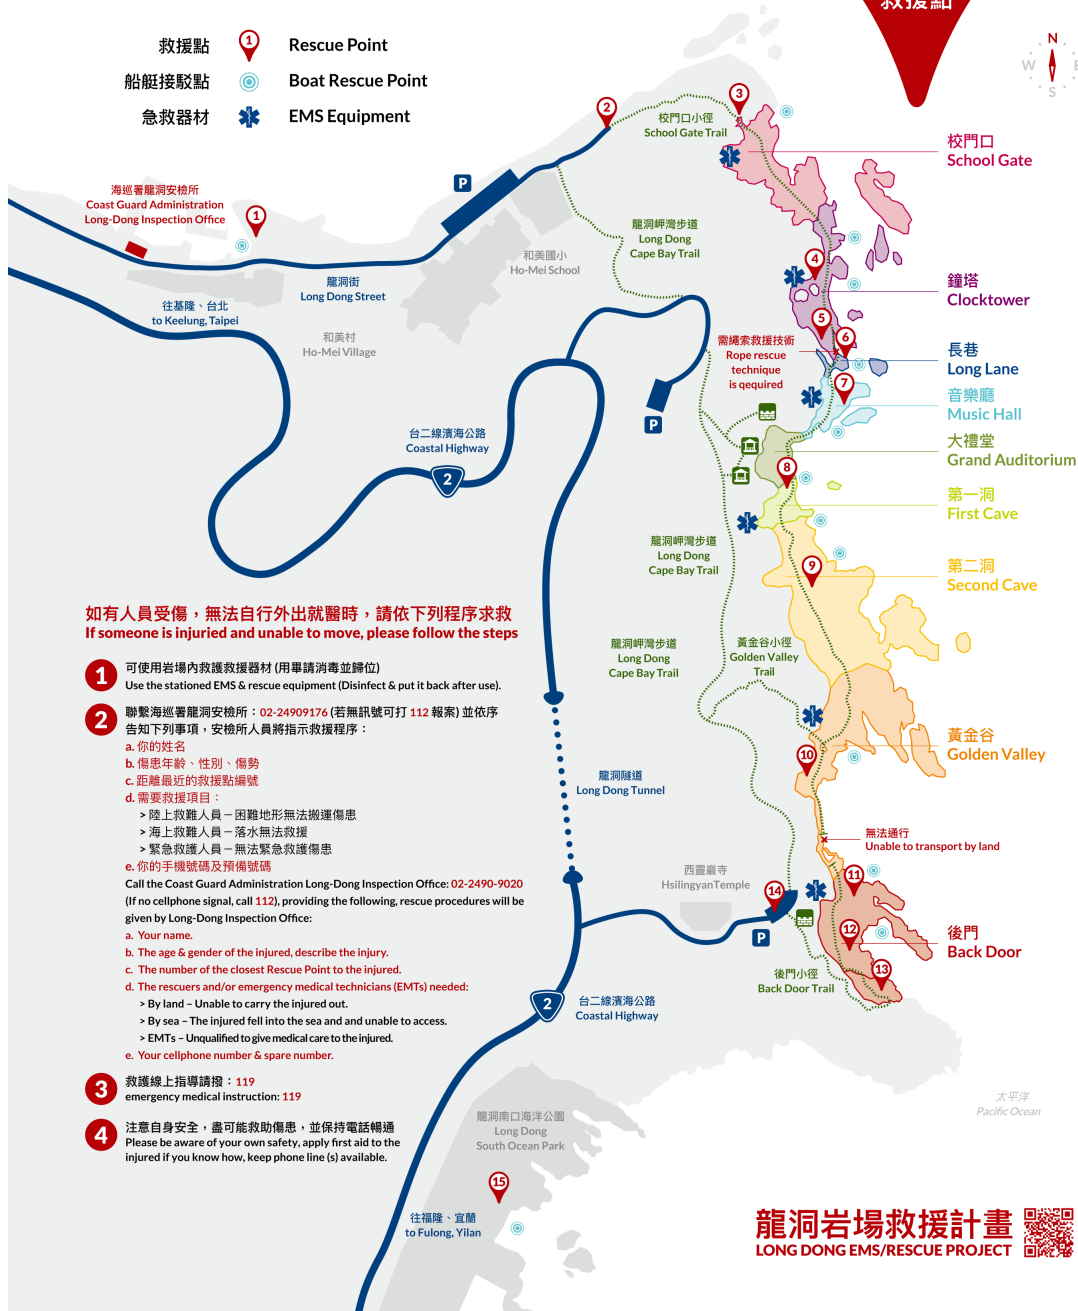 救援點
救援點
Rescue Point
船艇接駁點
Boat Rescue Point
急救器材
EMS Equipment
N
W
E
S
1
2
3
校門口小徑
School Gate Trail
校門口
School Gate
海巡署龍洞安檢所
Coast Guard Administration
Long-Dong Inspection Office
1
P
龍洞岬灣步道
Long Dong
Cape Bay Trail
和美國小
Ho-Mei School
龍洞街
Long Dong Street
往基隆、台北
to Keelung, Taipei
和美村
Ho-Mei Village
4
鐘塔
Clocktower
5
6
需繩索救援技術
Rope rescue
technique
is qequired
長巷
Long Lane
7
音樂廳
Music Hall
P
台二線濱海公路
Coastal Highway
2
大禮堂
Grand Auditorium
8
第一洞
First Cave
龍洞岬灣步道
Long Dong
Cape Bay Trail
9
第二洞
Second Cave
龍洞岬灣步道
Long Dong
Cape Bay Trail
黃金谷小徑
Golden Valley
Trail
10
黃金谷
Golden Valley
龍洞隧道
Long Dong Tunnel
無法通行
Unable to transport by land
西靈巖寺
HsilingyanTemple
14
P
11
12
13
後門
Back Door
後門小徑
Back Door Trail
2
台二線濱海公路
Coastal Highway
太平洋
Pacific Ocean
龍洞南口海洋公園
Long Dong
South Ocean Park
15
往福隆、宜蘭
to Fulong, Yilan
如有人員受傷，無法自行外出就醫時，請依下列程序求救
If someone is injuried and unable to move, please follow the steps
1
可使用岩場內救護救援器材 (用畢請消毒並歸位)
Use the stationed EMS & rescue equipment (Disinfect & put it back after use).
2
聯繫海巡署龍洞安檢所：02-24909176 (若無訊號可打 112 報案) 並依序
告知下列事項，安檢所人員將指示救援程序：
a. 你的姓名
b. 傷患年齡、性別、傷勢
c. 距離最近的救援點編號
d. 需要救援項目：
> 陸上救難人員－困難地形無法搬運傷患
> 海上救難人員－落水無法救援
> 緊急救護人員－無法緊急救護傷患
e. 你的手機號碼及預備號碼
Call the Coast Guard Administration Long-Dong Inspection Office: 02-2490-9020
(If no cellphone signal, call 112), providing the following, rescue procedures will be
given by Long-Dong Inspection Office:
a. Your name.
b. The age & gender of the injured, describe the injury.
c. The number of the closest Rescue Point to the injured.
d. The rescuers and/or emergency medical technicians (EMTs) needed:
> By land – Unable to carry the injured out.
> By sea – The injured fell into the sea and and unable to access.
> EMTs – Unqualified to give medical care to the injured.
e. Your cellphone number & spare number.
3
救護線上指導請撥：119
emergency medical instruction: 119
4
注意自身安全，盡可能救助傷患，並保持電話暢通
Please be aware of your own safety, apply first aid to the
injured if you know how, keep phone line (s) available.
龍洞岩場救援計畫
LONG DONG EMS/RESCUE PROJECT